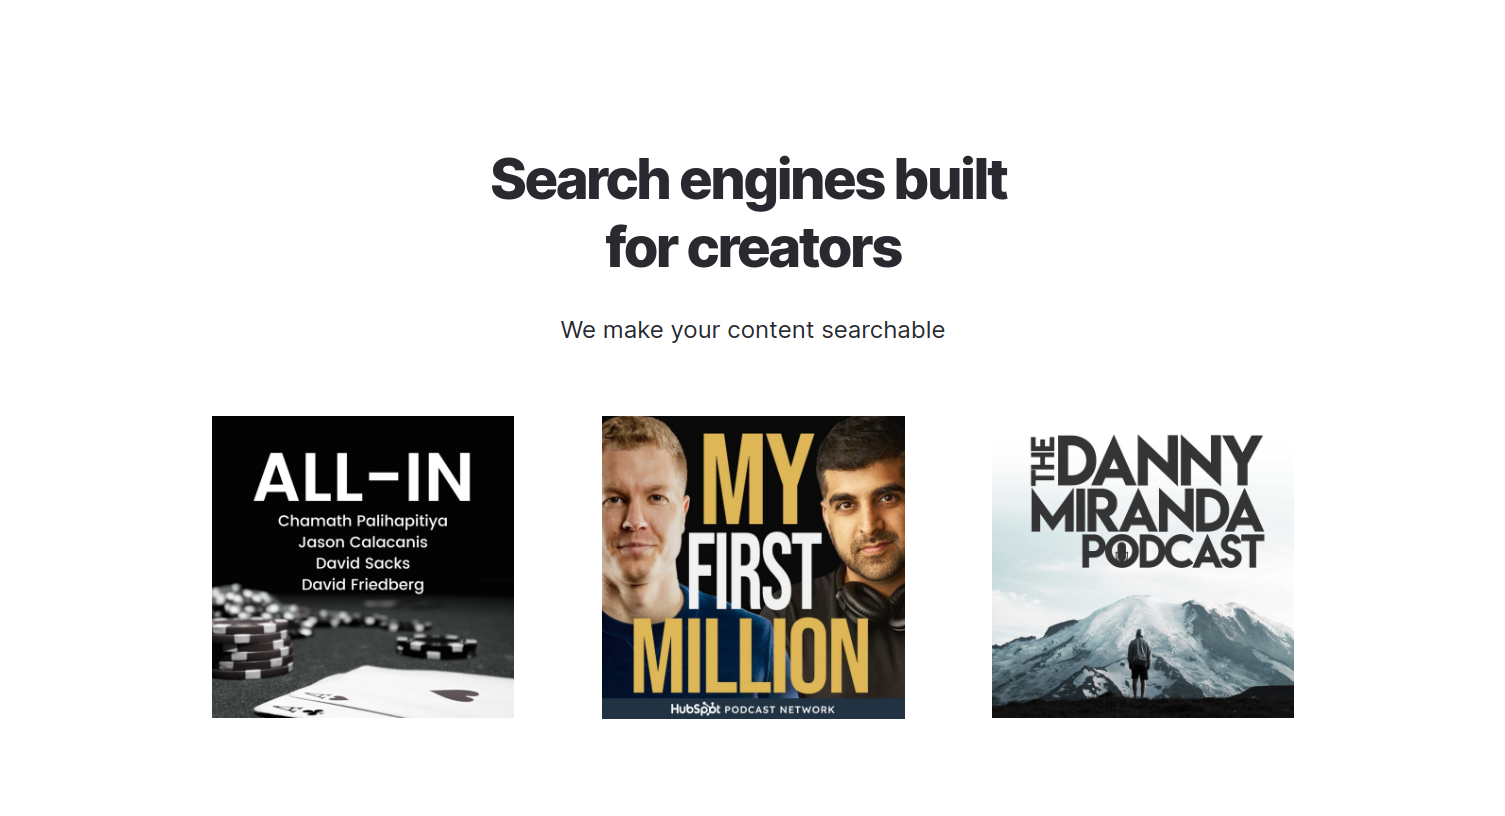 Search engines built
for creators
We make your content searchable
ALL-IN
Chamath Palihapitiya
Jason Calacanis
David Sacks
David Friedberg
MY
FIRST
MILLION
HubSpot PODCAST NETWORK
THE DANNY
MIRANDA
PODCAST